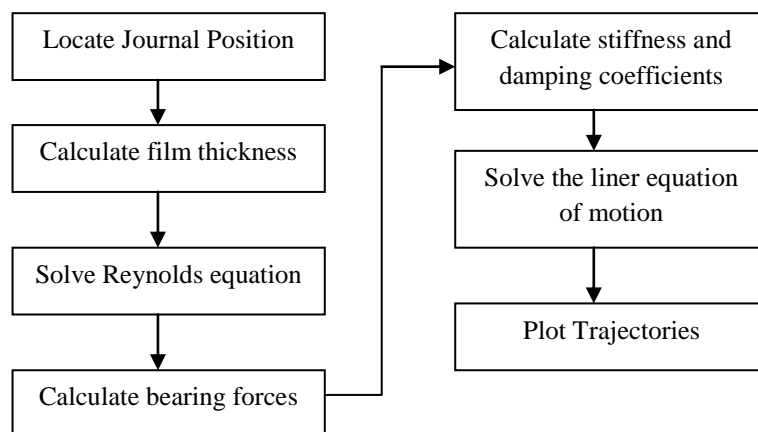 Locate Journal Position
Calculate film thickness
Solve Reynolds equation
Calculate bearing forces
Calculate stiffness and
damping coefficients
Solve the liner equation
of motion
Plot Trajectories